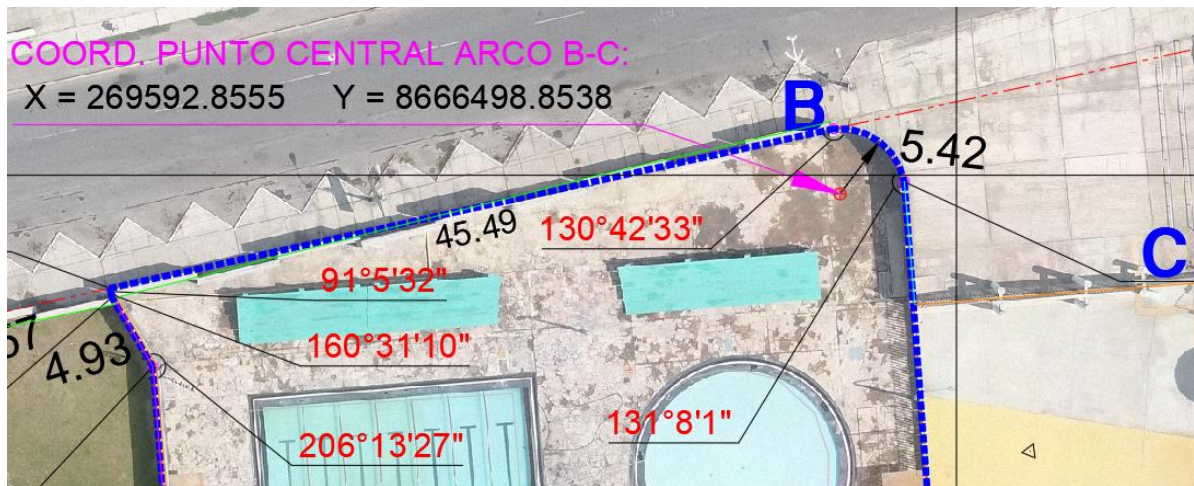 COORD. PUNTO CENTRAL ARCO B-C:
X = 269592.8555 Y = 8666498.8538
B
5.42
45.49
130°42'33"
C
91°5'32"
57
4.93
160°31'10"
131°8'1"
206°13'27"